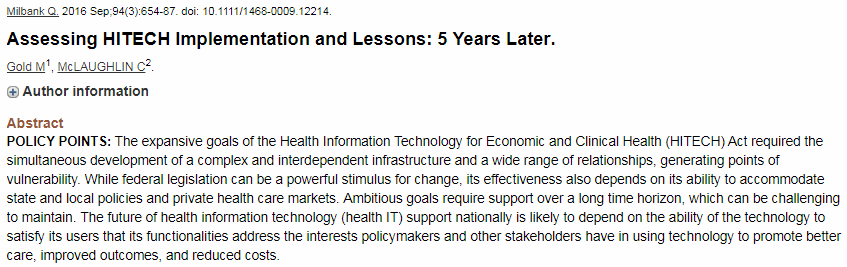 Milbank Q. 2016 Sep;94(3):654-87. doi: 10.1111/1468-0009.12214.
Assessing HITECH Implementation and Lessons: 5 Years Later.
Gold M1, McLAUGHLIN C2.
Author information
Abstract
POLICY POINTS: The expansive goals of the Health Information Technology for Economic and Clinical Health (HITECH) Act required the
simultaneous development of a complex and interdependent infrastructure and a wide range of relationships, generating points of
vulnerability. While federal legislation can be a powerful stimulus for change, its effectiveness also depends on its ability to accommodate
state and local policies and private health care markets. Ambitious goals require support over a long time horizon, which can be challenging
to maintain. The future of health information technology (health IT) support nationally is likely to depend on the ability of the technology to
satisfy its users that its functionalities address the interests policymakers and other stakeholders have in using technology to promote better
care, improved outcomes, and reduced costs.